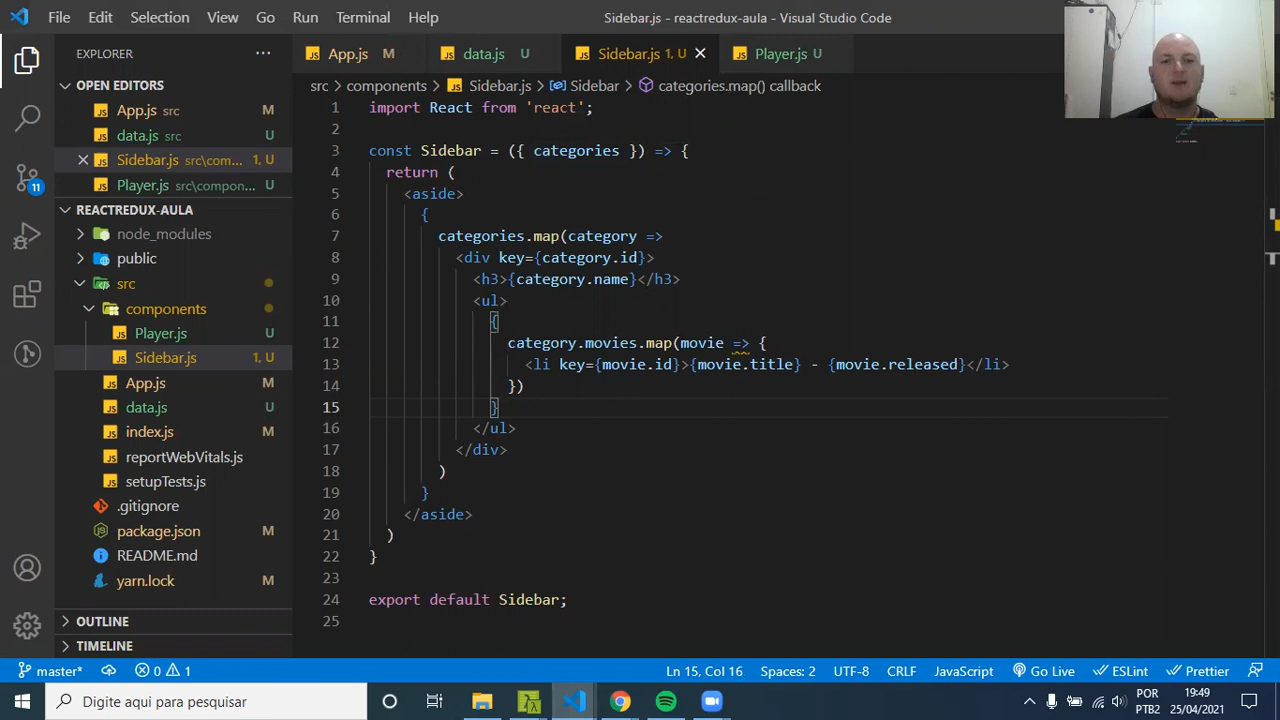 File Edit Selection View Go Run Terminal Help Sidebar.js - reactredux-aula - Visual Studio Code
EXPLORER ···
App.js M data.js U Sidebar.js 1, U Player.js U
OPEN EDITORS
App.js src M
data.js src U
Sidebar.js src\com... 1, U
Player.js src\compon... U
REACTREDUX-AULA
node_modules
public
src
components
Player.js U
Sidebar.js 1, U
App.js M
data.js U
index.js M
reportWebVitals.js
setupTests.js
.gitignore
package.json M
README.md
yarn.lock M
OUTLINE
TIMELINE
11
src > components > Sidebar.js > Sidebar > categories.map() callback
1 import React from 'react';
2
3 const Sidebar = ({ categories }) => {
4 return (
5 <aside>
6 {
7 categories.map(category =>
8 <div key={category.id}>
9 <h3>{category.name}</h3>
10 <ul>
11 {
12 category.movies.map(movie => {
13 <li key={movie.id}>{movie.title} - {movie.released}</li>
14 })
15 }
16 </ul>
17 </div>
18 )
19 }
20 </aside>
21 )
22 }
23
24 export default Sidebar;
25
master* 0 1 Ln 15, Col 16 Spaces: 2 UTF-8 CRLF JavaScript Go Live ESLint Prettier
Digite aqui para pesquisar
POR
PTB2
19:49
25/04/2021